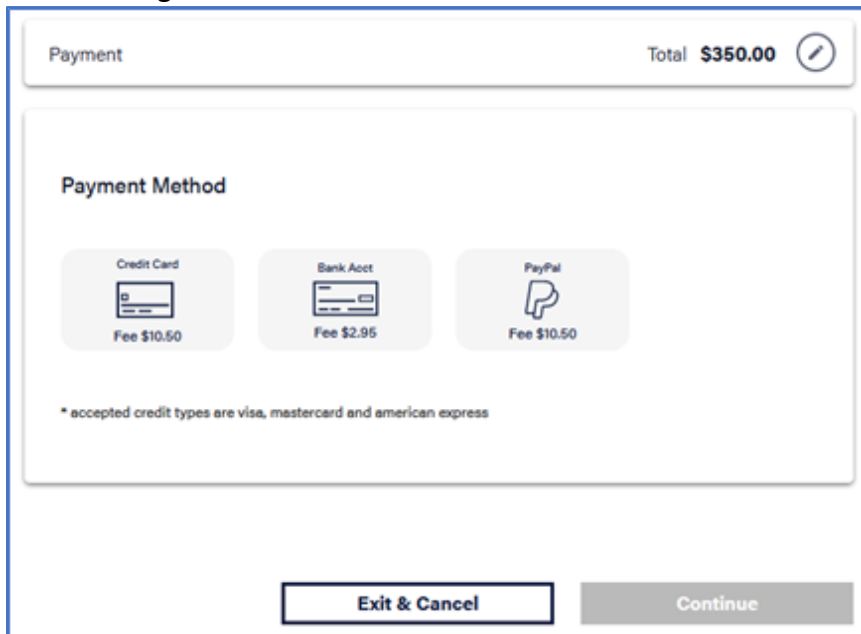 Payment Total $350.00
Payment Method
Credit Card Bank Acct PayPal
Fee $10.50 Fee $2.95 Fee $10.50
* accepted credit types are visa, mastercard and american express
Exit & Cancel Continue